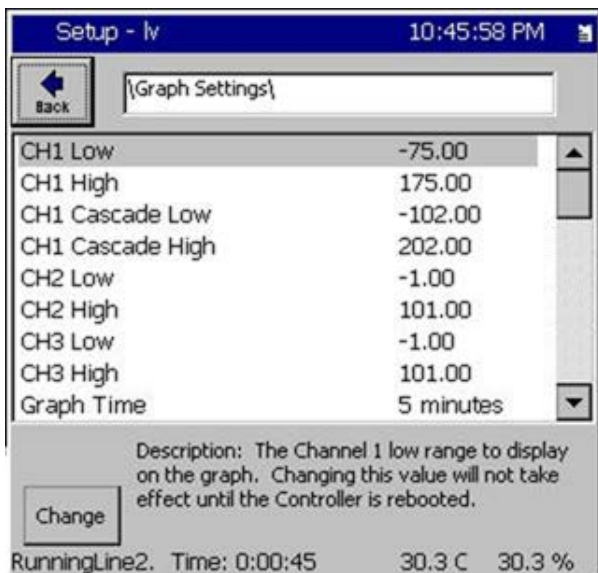 Setup - lv 10:45:58 PM
Back
\Graph Settings\
CH1 Low -75.00
CH1 High 175.00
CH1 Cascade Low -102.00
CH1 Cascade High 202.00
CH2 Low -1.00
CH2 High 101.00
CH3 Low -1.00
CH3 High 101.00
Graph Time 5 minutes
Description: The Channel 1 low range to display
on the graph. Changing this value will not take
effect until the Controller is rebooted.
Change
RunningLine2. Time: 0:00:45 30.3 C 30.3 %